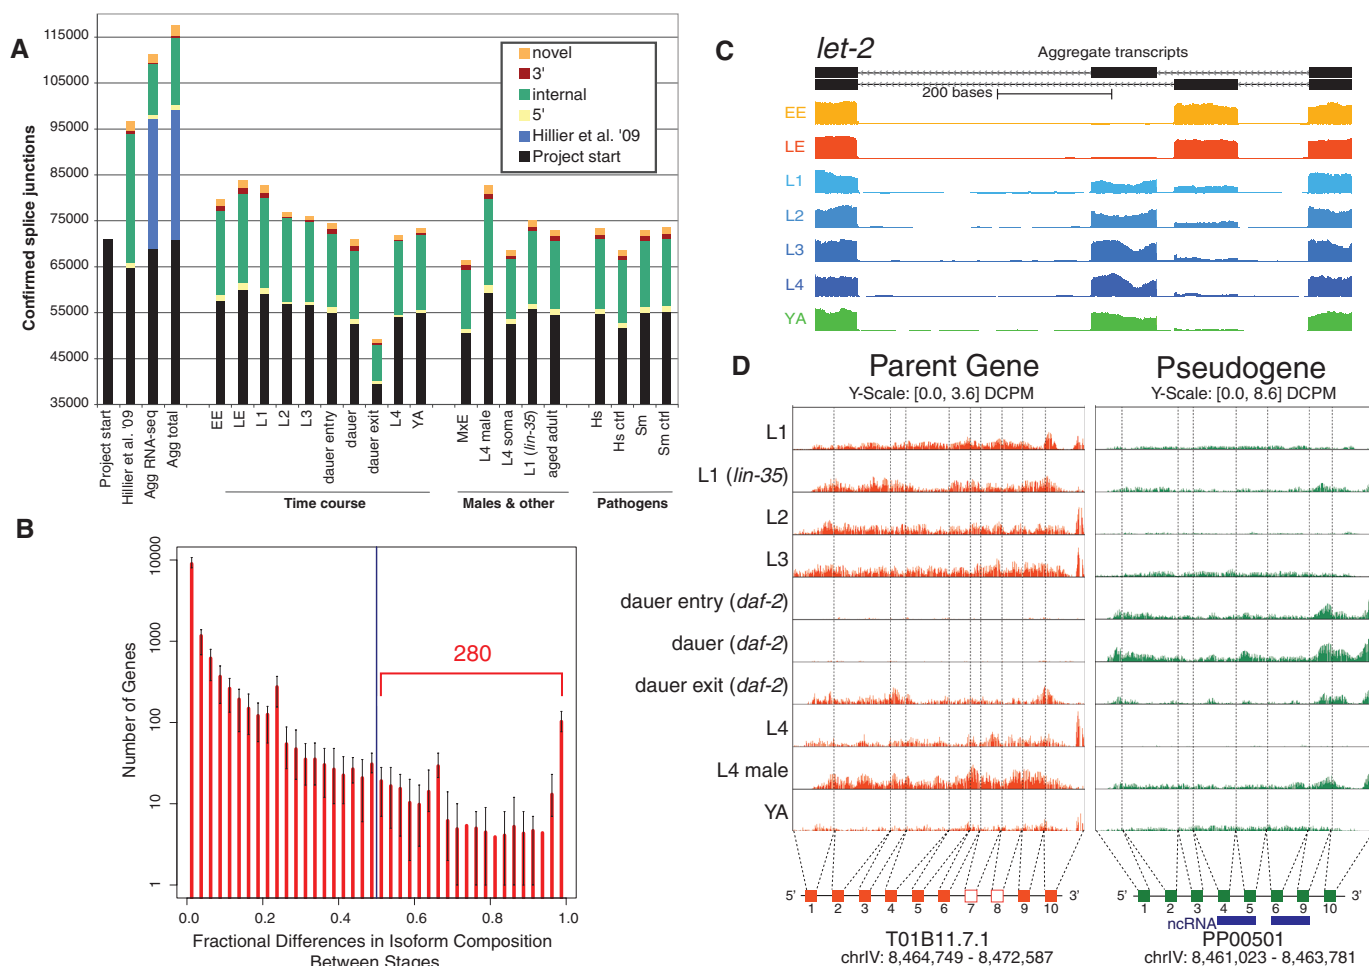 A
115000
105000
95000
85000
75000
65000
55000
45000
35000
Confirmed splice junctions
novel
3'
internal
5'
Hillier et al. '09
Project start
Project start
Hillier et al. '09
Agg RNA-seq
Agg total
EE
LE
L1
L2
L3
dauer entry
dauer
dauer exit
L4
YA
MxE
L4 male
L4 soma
L1 (lin-35)
aged adult
Hs
Hs ctrl
Sm
Sm ctrl
Time course
Males & other
Pathogens
B
10000
1000
100
10
1
Number of Genes
280
0.0
0.2
0.4
0.6
0.8
1.0
Fractional Differences in Isoform Composition
Between Stages
C
let-2
Aggregate transcripts
200 bases
EE
LE
L1
L2
L3
L4
YA
D
Parent Gene
Y-Scale: [0.0, 3.6] DCPM
Pseudogene
Y-Scale: [0.0, 8.6] DCPM
L1
L1 (lin-35)
L2
L3
dauer entry (daf-2)
dauer (daf-2)
dauer exit (daf-2)
L4
L4 male
YA
5'
3'
1 2 3 4 5 6 7 8 9 10
T01B11.7.1
chrIV: 8,464,749 - 8,472,587
5'
3'
1 2 3 4 5 6 9 10
ncRNA
PP00501
chrIV: 8,461,023 - 8,463,781